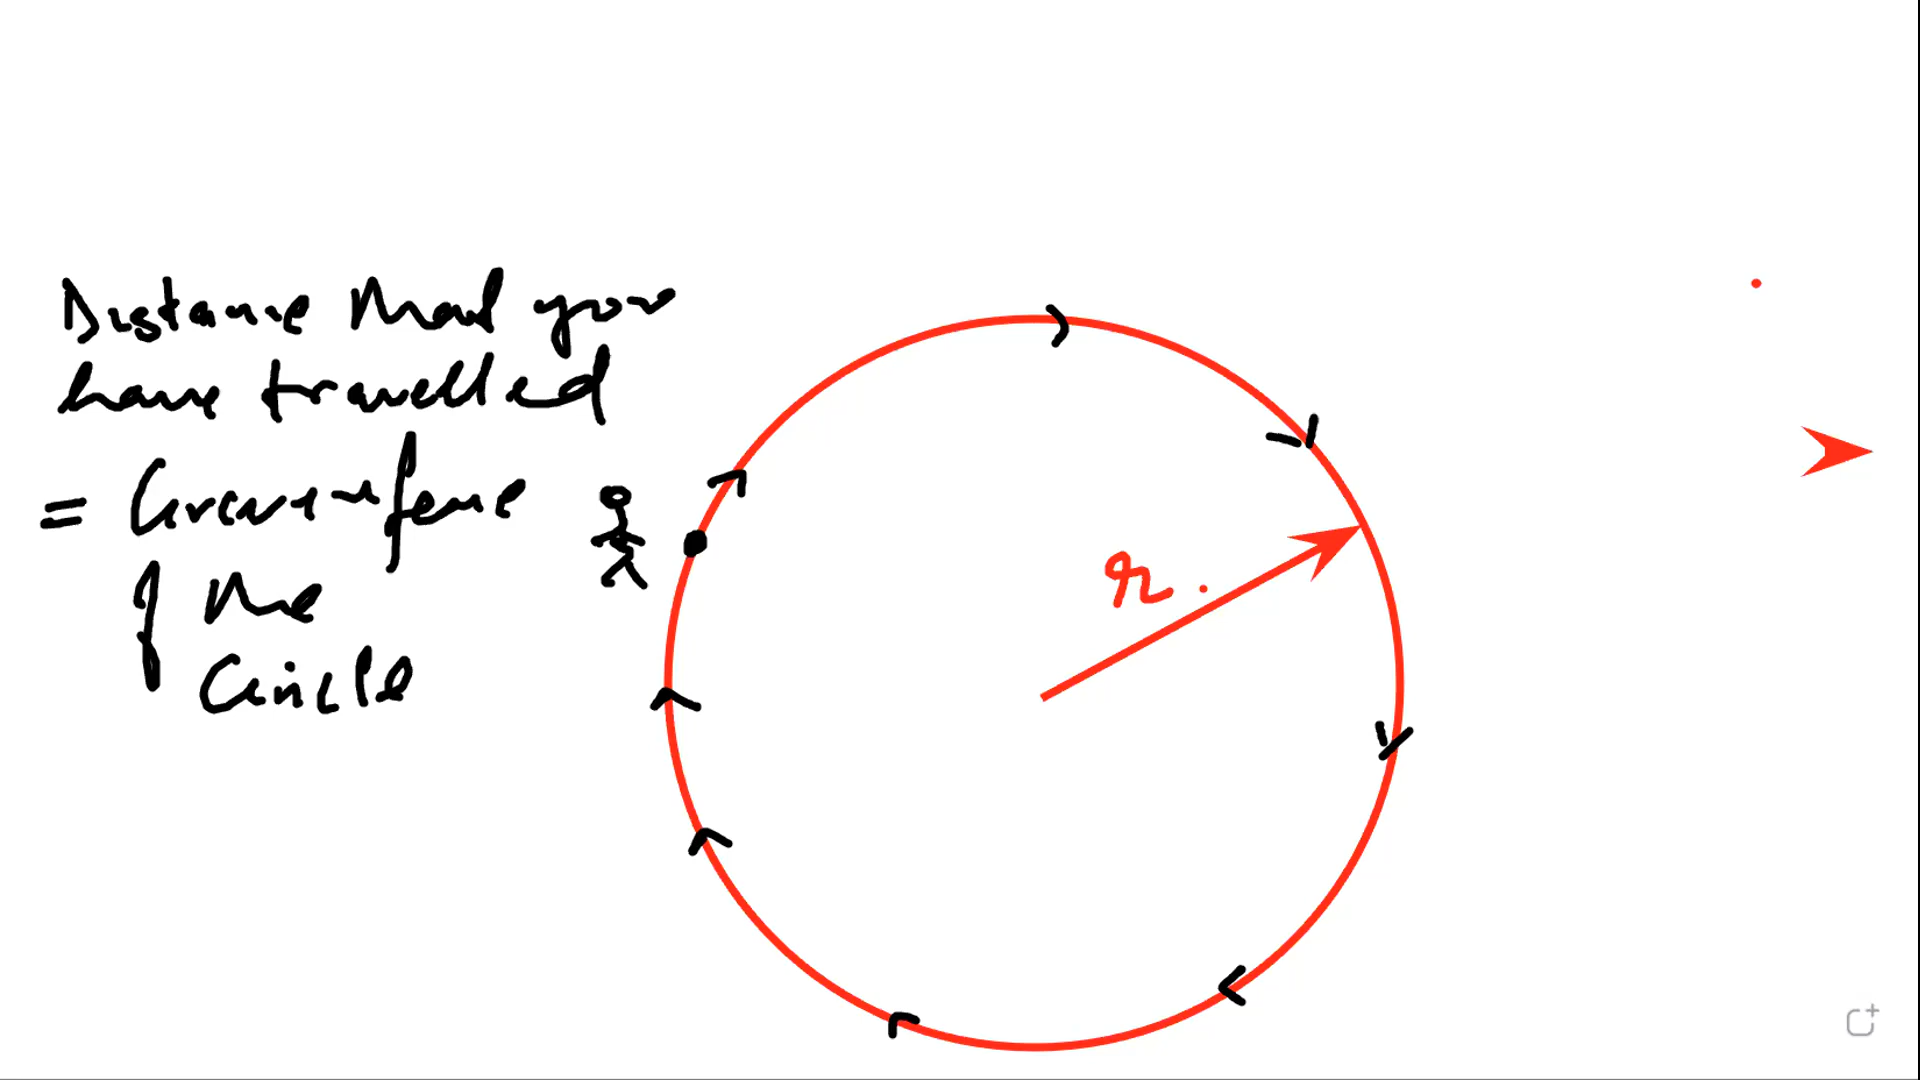 Distance that you
have travelled
= Circumference
of the
Circle
r.